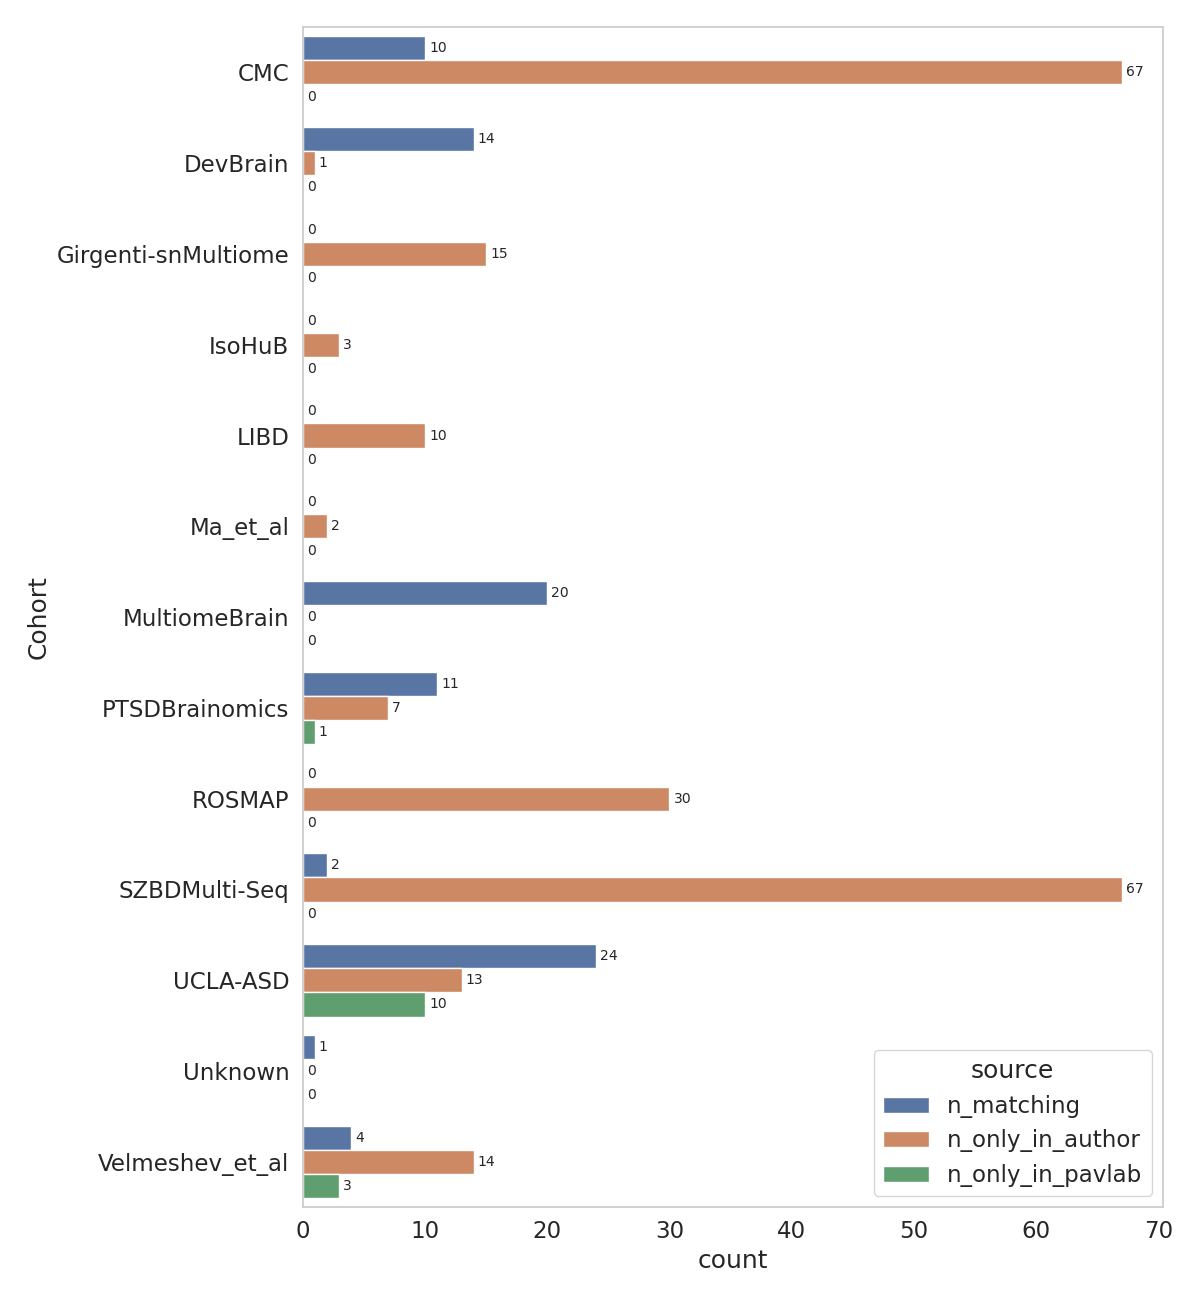 CMC
10
67
0
DevBrain
14
1
0
Girgenti-snMultiome
0
15
0
IsoHuB
0
3
0
LIBD
0
10
0
Ma_et_al
0
2
0
MultiomeBrain
20
0
0
PTSDBrainomics
11
7
1
ROSMAP
0
30
0
SZBDMulti-Seq
2
67
0
UCLA-ASD
24
13
10
Unknown
1
0
0
Velmeshev_et_al
4
14
3
Cohort
source
n_matching
n_only_in_author
n_only_in_pavlab
0 10 20 30 40 50 60 70
count